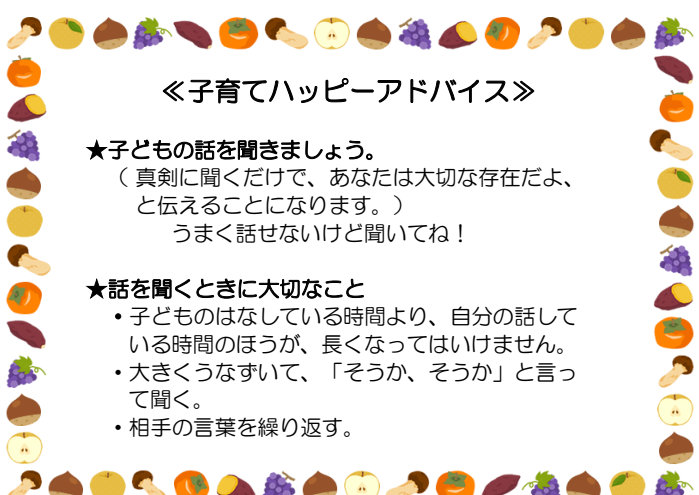 ≪子育てハッピーアドバイス≫
★子どもの話を聞きましょう。
（ 真剣に聞くだけで、あなたは大切な存在だよ、
と伝えることになります。）
うまく話せないけど聞いてね！
★話を聞くときに大切なこと
・子どものはなしている時間より、自分の話して
いる時間のほうが、長くなってはいけません。
・大きくうなずいて、「そうか、そうか」と言っ
て聞く。
・相手の言葉を繰り返す。